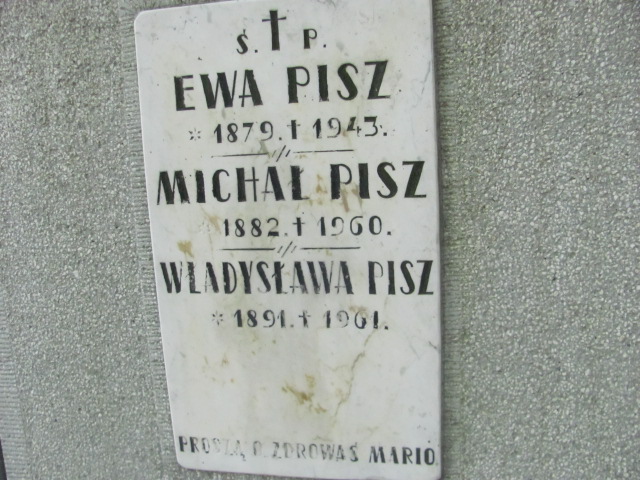 Ś. † P.
EWA PISZ
* 1879. † 1943.
MICHAŁ PISZ
1882. † 1960.
WŁADYSŁAWA PISZ
* 1891. † 1961.
PROSZĄ O ZDROWAŚ MARIO